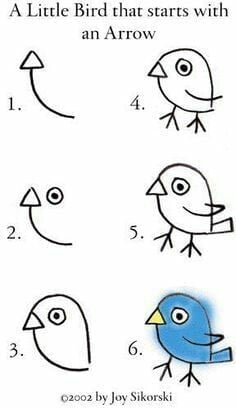 A Little Bird that starts with
an Arrow
1.
4.
2.
5.
3.
6.
©2002 by Joy Sikorski